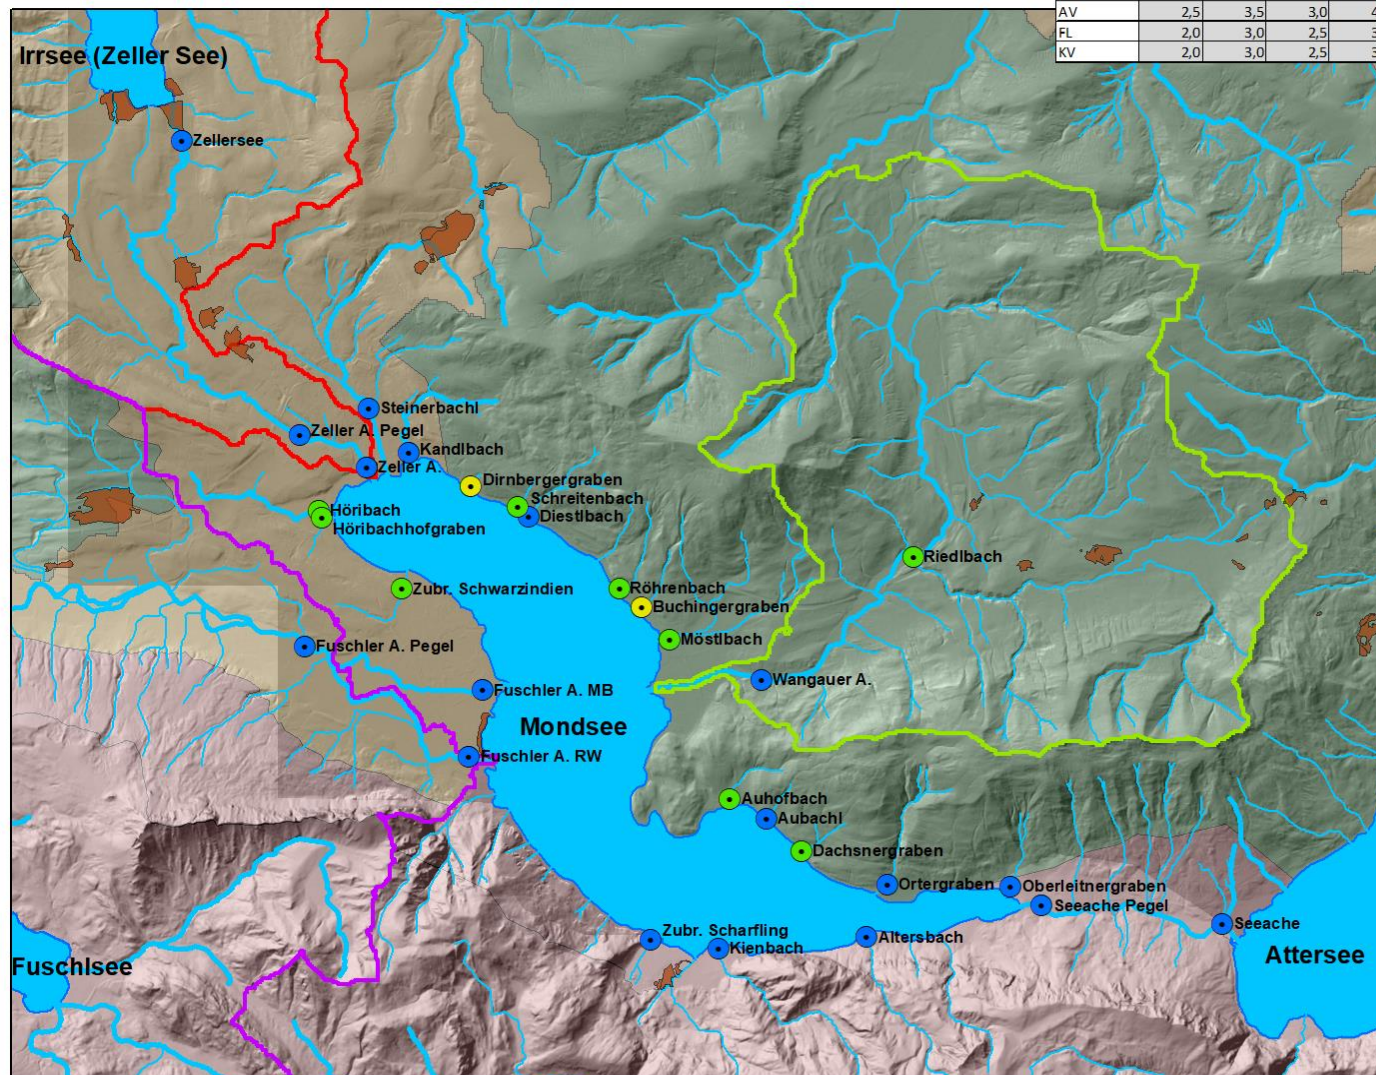 AV 2,5 3,5 3,0 4
FL 2,0 3,0 2,5 3
KV 2,0 3,0 2,5 3
Irrsee (Zeller See)
Zellersee
Steinerbachl
Zeller A. Pegel
Kandlbach
Zeller A.
Dirnbergergraben
Schreitenbach
Diestlbach
Höribach
Höribachhofgraben
Riedlbach
Zubr. Schwarzindien
Röhrenbach
Buchingergraben
Möstlbach
Fuschler A. Pegel
Wangauer A.
Fuschler A. MB
Mondsee
Fuschler A. RW
Auhofbach
Aubachl
Dachsnergraben
Ortergraben
Oberleitnergraben
Seeache Pegel
Seeache
Zubr. Scharfling
Altersbach
Kienbach
Attersee
Fuschlsee